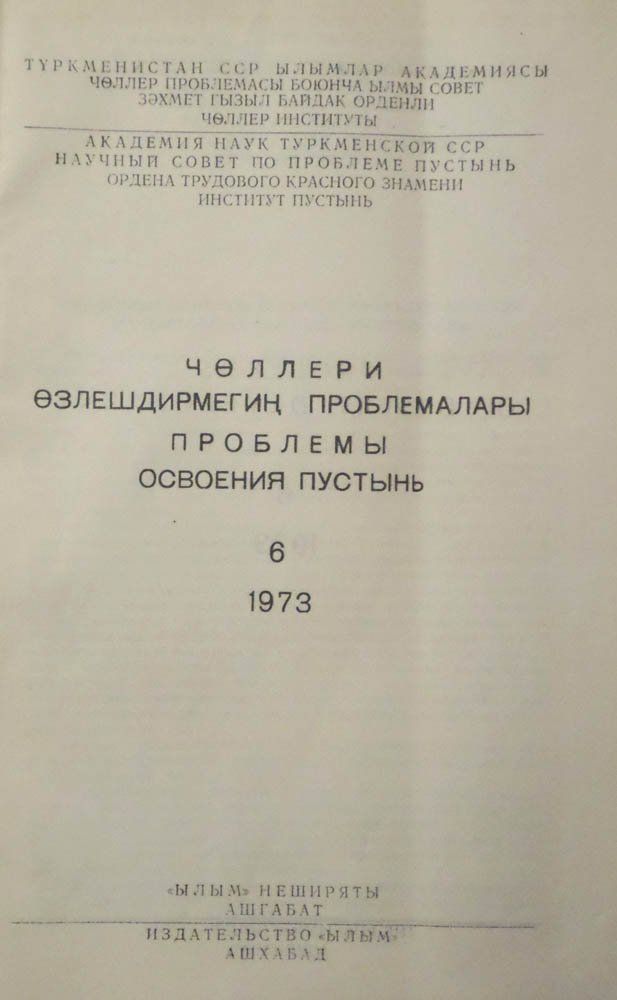 ТҮРКМЕНИСТАН ССР ЫЛЫМЛАР АКАДЕМИЯСЫ
ЧӨЛЛЕР ПРОБЛЕМАСЫ БОЮНЧА ЫЛМЫ СОВЕТ
ЗӘХМЕТ ГЫЗЫЛ БАЙДАК ОРДЕНЛИ
ЧӨЛЛЕР ИНСТИТУТЫ
АКАДЕМИЯ НАУК ТУРКМЕНСКОЙ ССР
НАУЧНЫЙ СОВЕТ ПО ПРОБЛЕМЕ ПУСТЫНЬ
ОРДЕНА ТРУДОВОГО КРАСНОГО ЗНАМЕНИ
ИНСТИТУТ ПУСТЫНЬ
ЧӨЛЛЕРИ
ӨЗЛЕШДИРМЕГИҢ ПРОБЛЕМАЛАРЫ
ПРОБЛЕМЫ
ОСВОЕНИЯ ПУСТЫНЬ
6
1973
«ЫЛЫМ» НЕШИРЯТЫ
АШГАБАТ
ИЗДАТЕЛЬСТВО «ЫЛЫМ»
АШХАБАД